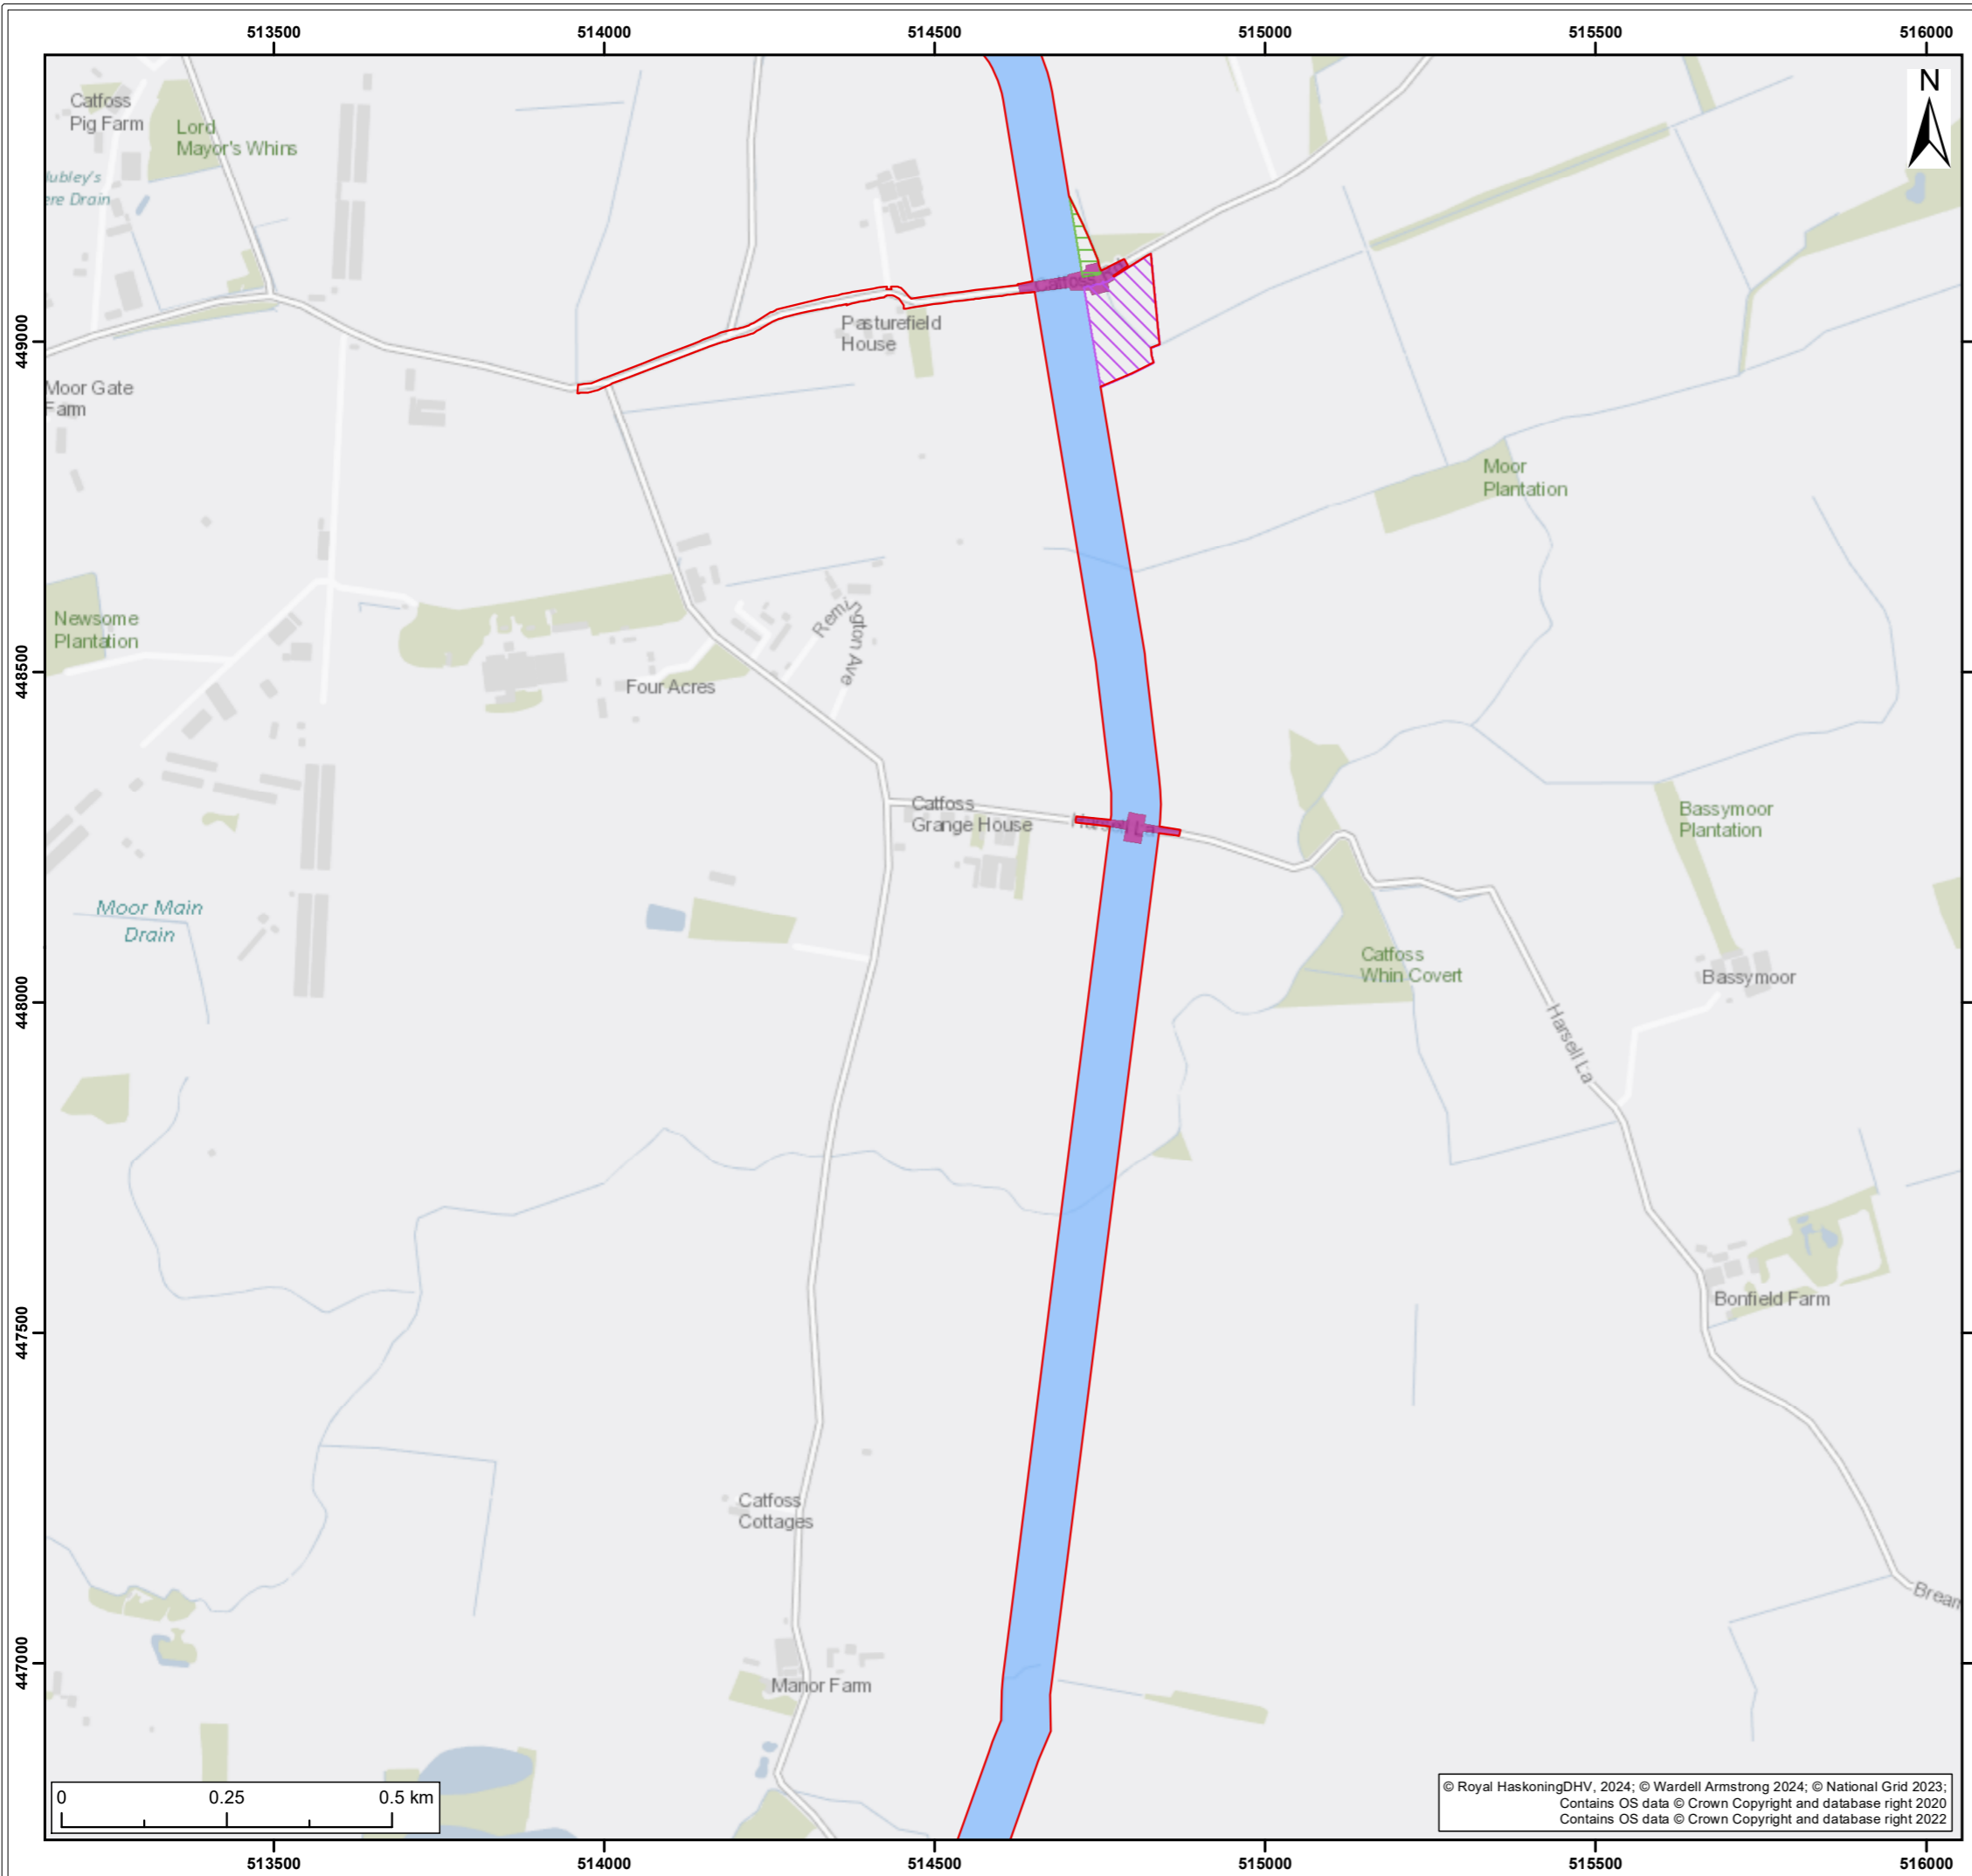 513500
514000
514500
515000
515500
516000
N
Catfoss
Pig Farm
Lord
Mayor's Whins
ere Drain
Catfoss
449000
Pasturefield
House
Moor Gate
Farm
Moor
Plantation
Newsome
Plantation
Remington Ave
448500
Four Acres
Catfoss
Grange House
Bassymoor
Plantation
Moor Main
Drain
Catfoss
Whin Covert
Bassymoor
448000
Harsell La
Bonfield Farm
447500
Catfoss
Cottages
447000
Manor Farm
0
0.25
0.5 km
© Royal HaskoningDHV, 2024; © Wardell Armstrong 2024; © National Grid 2023;
Contains OS data © Crown Copyright and database right 2020
Contains OS data © Crown Copyright and database right 2022
513500
514000
514500
515000
515500
516000